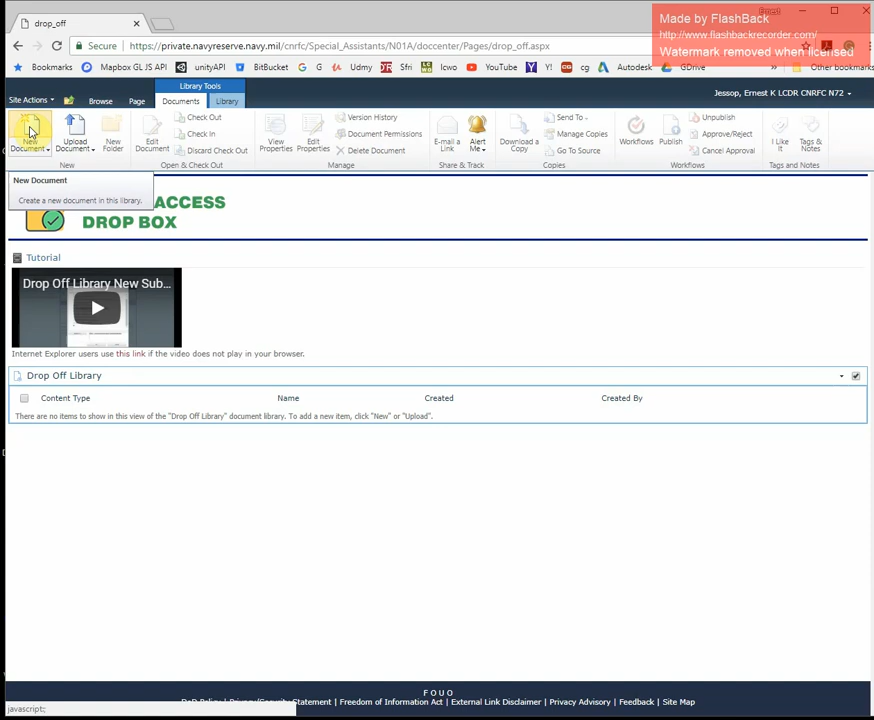 drop_off
Ernest
Made by FlashBack
http://www.flashbackrecorder.com/
Watermark removed when licensed
Secure
https://private.navyreserve.navy.mil/cnrfc/Special_Assistants/N01A/doccenter/Pages/drop_off.aspx
Bookmarks Mapbox GL JS API unityAPI BitBucket G Udmy Sfri lcwo YouTube Y! cg Autodesk GDrive Other bookmarks
Library Tools
Site Actions Browse Page Documents Library
Jessop, Ernest K LCDR CNRFC N72
New Document
Upload Document
New Folder
New
Edit Document
Check Out
Check In
Discard Check Out
Open & Check Out
View Properties
Edit Properties
Version History
Document Permissions
Delete Document
Manage
E-mail a Link
Alert Me
Share & Track
Download a Copy
Send To
Manage Copies
Go To Source
Copies
Workflows
Publish
Unpublish
Approve/Reject
Cancel Approval
Workflows
I Like It
Tags & Notes
Tags and Notes
New Document
Create a new document in this library.
ACCESS
DROP BOX
Tutorial
Drop Off Library New Sub...
Internet Explorer users use this link if the video does not play in your browser.
Drop Off Library
Content Type Name Created Created By
There are no items to show in this view of the "Drop Off Library" document library. To add a new item, click "New" or "Upload".
F O U O
Statement | Freedom of Information Act | External Link Disclaimer | Privacy Advisory | Feedback | Site Map
javascript:;